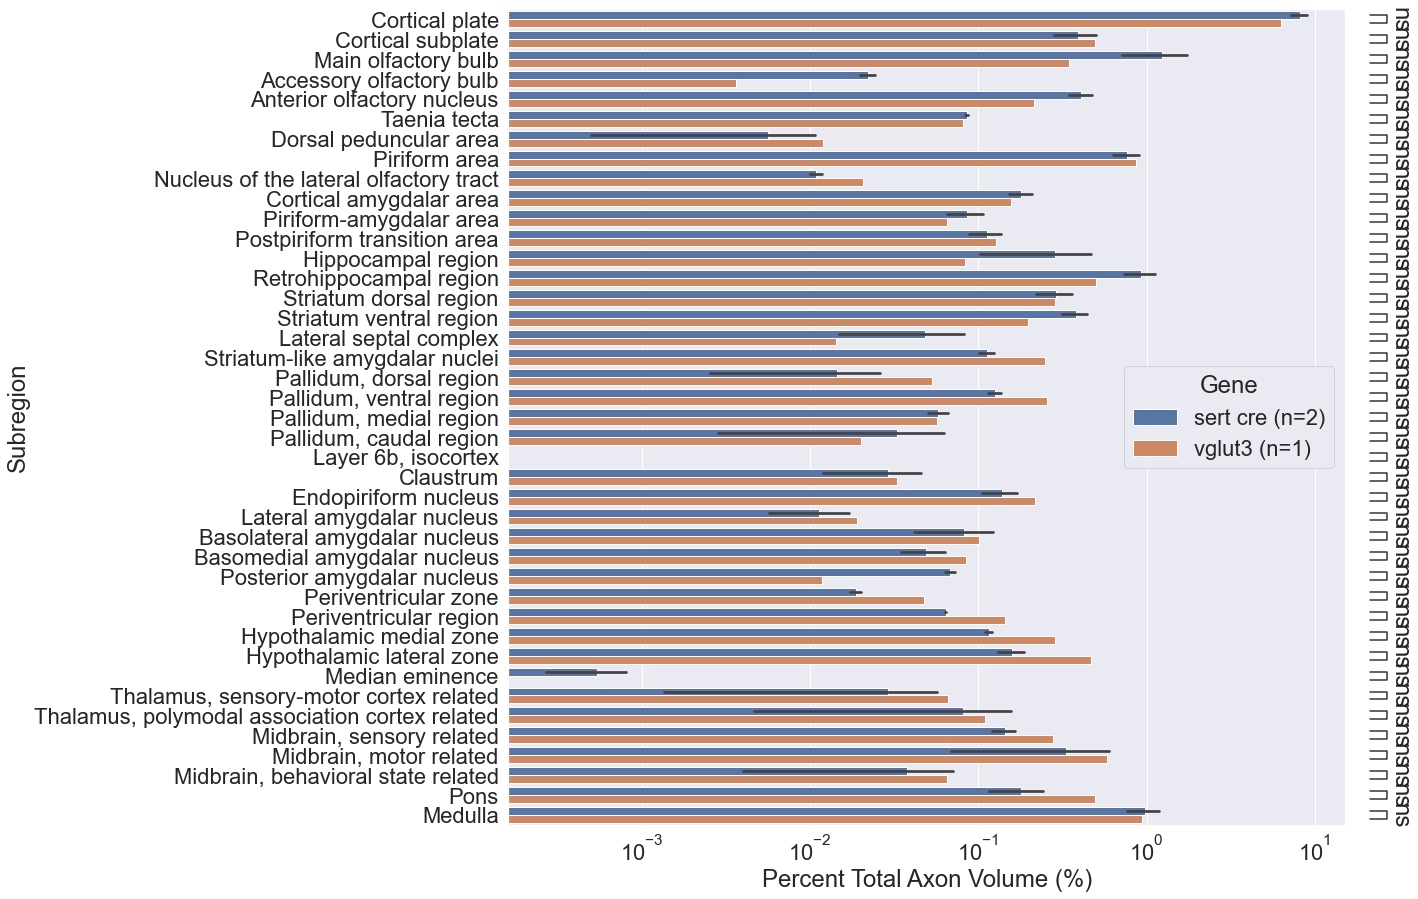 Cortical plate
Cortical subplate
Main olfactory bulb
Accessory olfactory bulb
Anterior olfactory nucleus
Taenia tecta
Dorsal peduncular area
Piriform area
Nucleus of the lateral olfactory tract
Cortical amygdalar area
Piriform-amygdalar area
Postpiriform transition area
Hippocampal region
Retrohippocampal region
Striatum dorsal region
Striatum ventral region
Lateral septal complex
Striatum-like amygdalar nuclei
Pallidum, dorsal region
Pallidum, ventral region
Pallidum, medial region
Pallidum, caudal region
Layer 6b, isocortex
Claustrum
Endopiriform nucleus
Lateral amygdalar nucleus
Basolateral amygdalar nucleus
Basomedial amygdalar nucleus
Posterior amygdalar nucleus
Periventricular zone
Periventricular region
Hypothalamic medial zone
Hypothalamic lateral zone
Median eminence
Thalamus, sensory-motor cortex related
Thalamus, polymodal association cortex related
Midbrain, sensory related
Midbrain, motor related
Midbrain, behavioral state related
Pons
Medulla
Subregion
Gene
sert cre (n=2)
vglut3 (n=1)
10⁻³ 10⁻² 10⁻¹ 10⁰ 10¹
Percent Total Axon Volume (%)